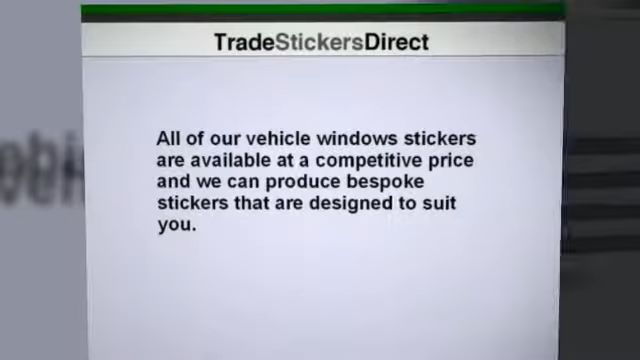 TradeStickersDirect
All of our vehicle windows stickers
are available at a competitive price
and we can produce bespoke
stickers that are designed to suit
you.